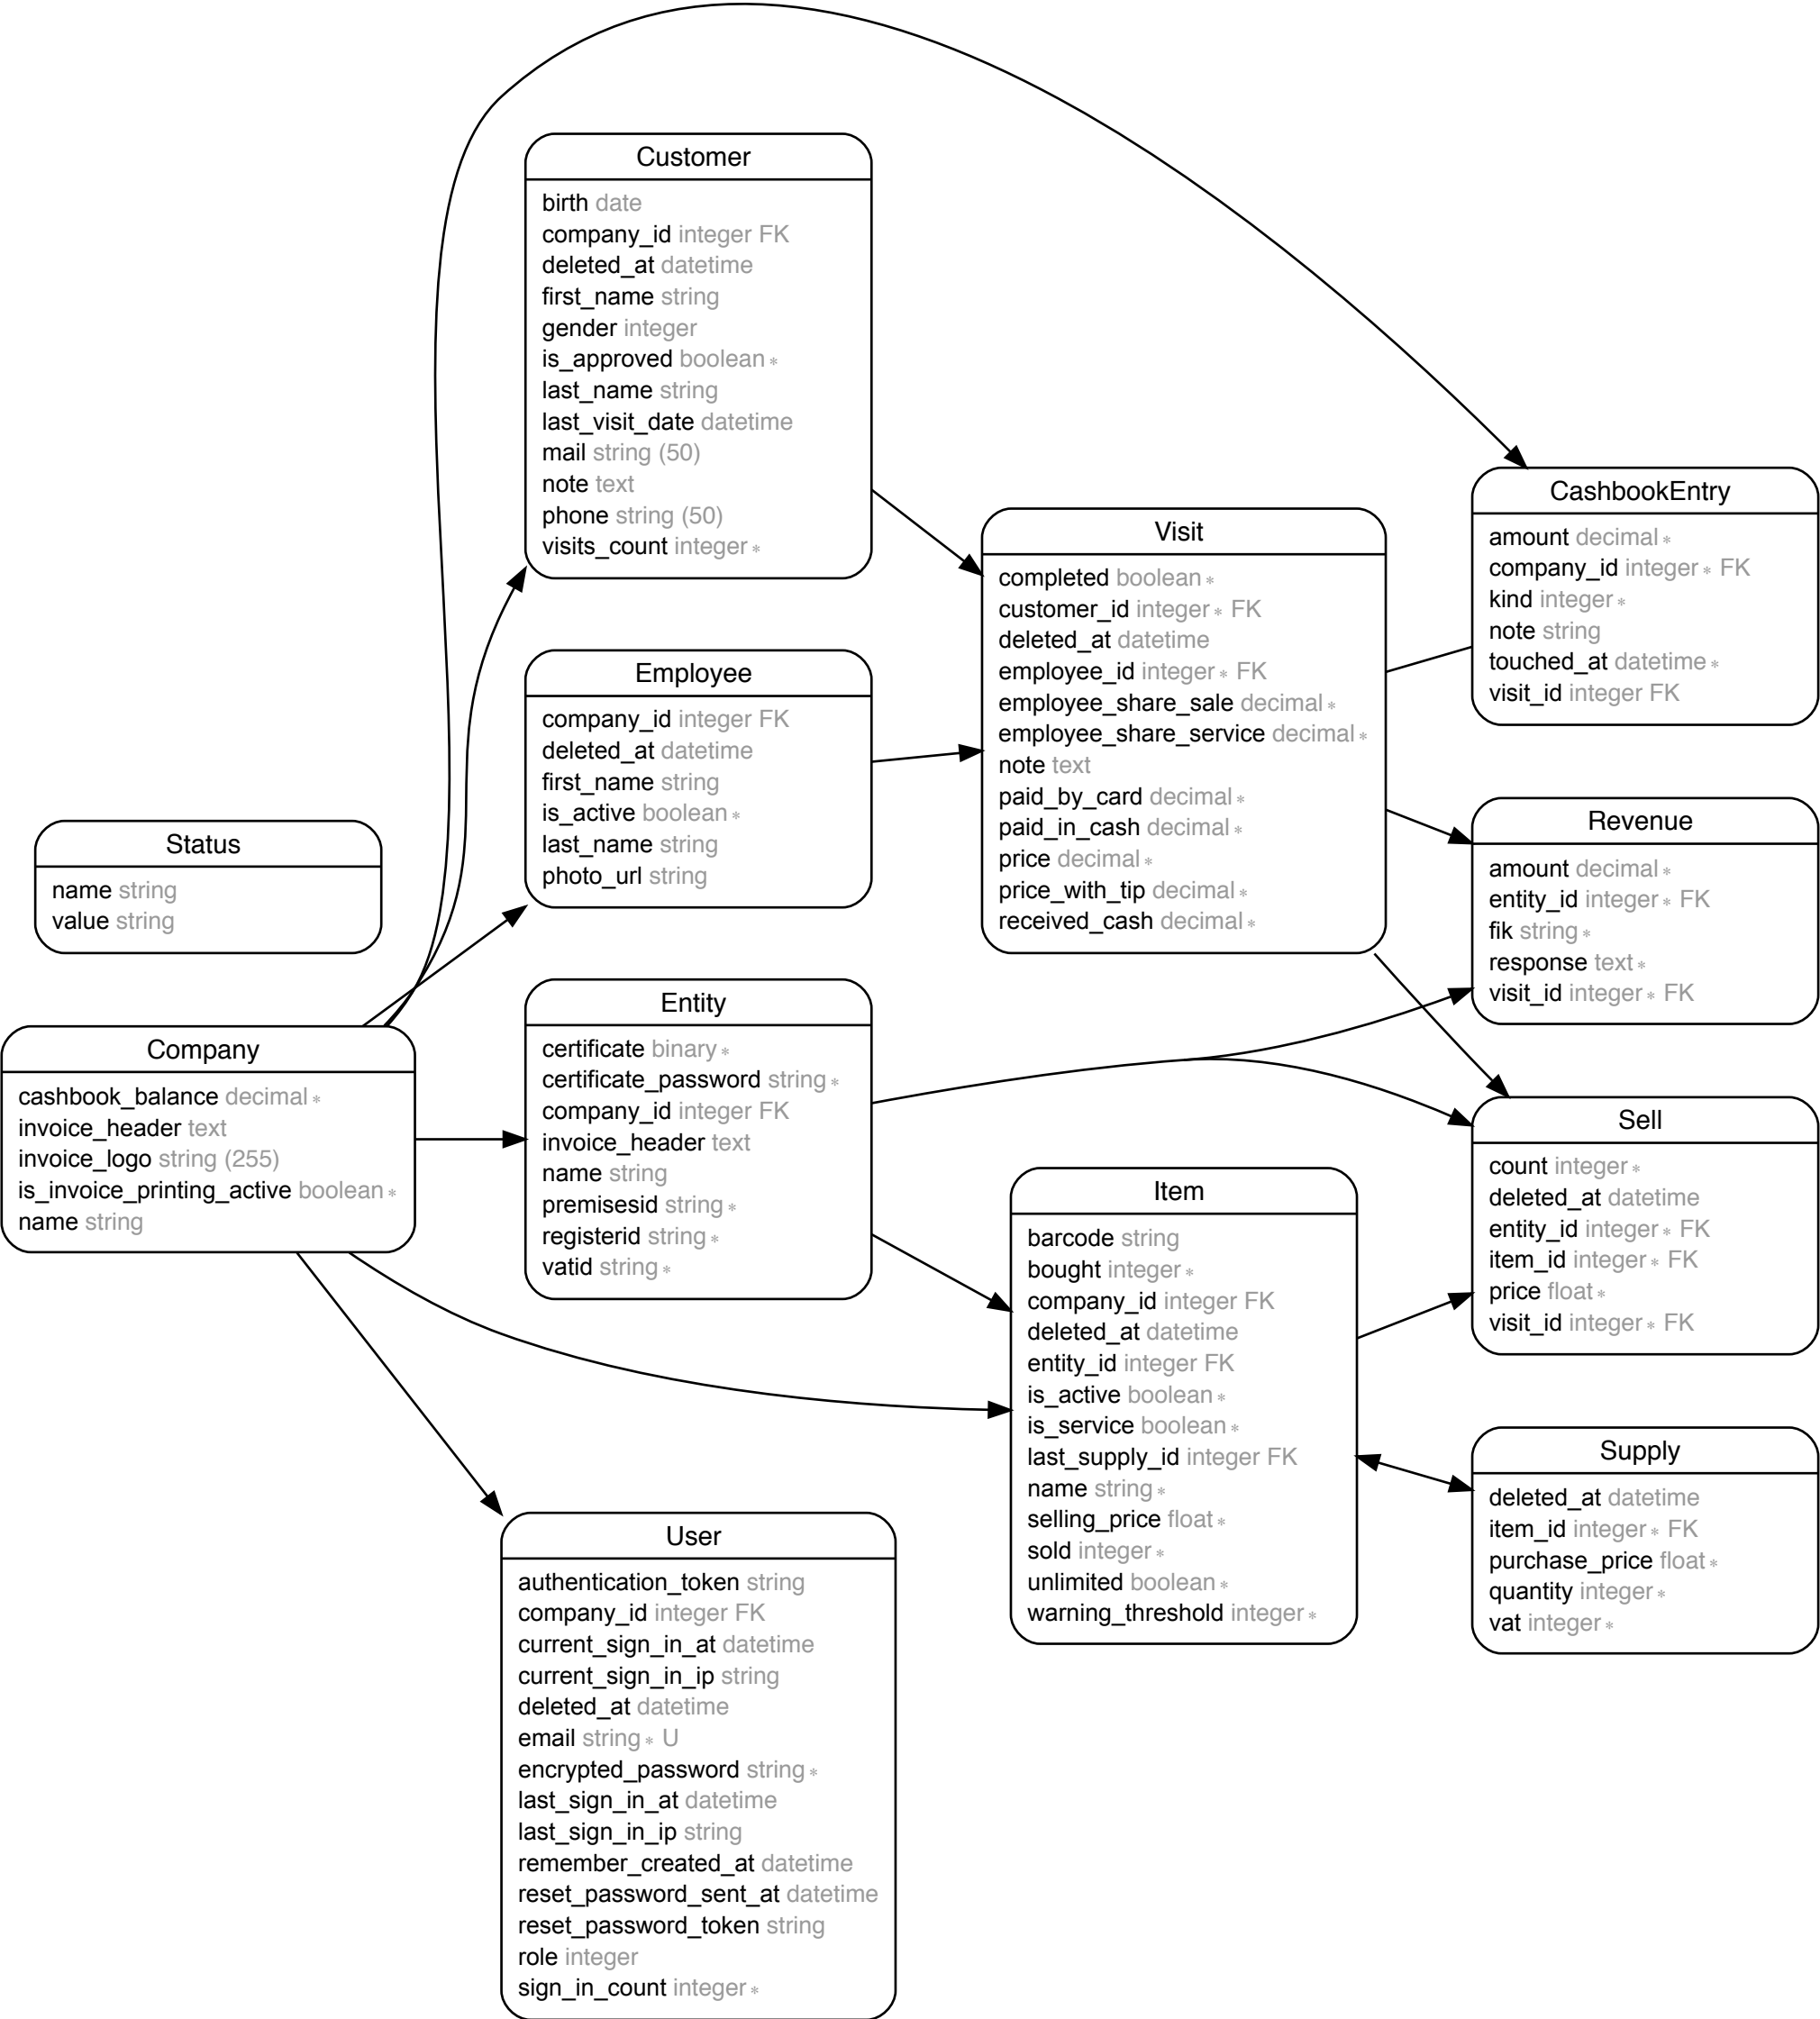 Customer
birth date
company_id integer FK
deleted_at datetime
first_name string
gender integer
is_approved boolean ∗
last_name string
last_visit_date datetime
mail string (50)
note text
phone string (50)
visits_count integer ∗
Employee
company_id integer FK
deleted_at datetime
first_name string
is_active boolean ∗
last_name string
photo_url string
Status
name string
value string
Company
cashbook_balance decimal ∗
invoice_header text
invoice_logo string (255)
is_invoice_printing_active boolean ∗
name string
Entity
certificate binary ∗
certificate_password string ∗
company_id integer FK
invoice_header text
name string
premisesid string ∗
registerid string ∗
vatid string ∗
User
authentication_token string
company_id integer FK
current_sign_in_at datetime
current_sign_in_ip string
deleted_at datetime
email string ∗ U
encrypted_password string ∗
last_sign_in_at datetime
last_sign_in_ip string
remember_created_at datetime
reset_password_sent_at datetime
reset_password_token string
role integer
sign_in_count integer ∗
Visit
completed boolean ∗
customer_id integer ∗ FK
deleted_at datetime
employee_id integer ∗ FK
employee_share_sale decimal ∗
employee_share_service decimal ∗
note text
paid_by_card decimal ∗
paid_in_cash decimal ∗
price decimal ∗
price_with_tip decimal ∗
received_cash decimal ∗
Item
barcode string
bought integer ∗
company_id integer FK
deleted_at datetime
entity_id integer FK
is_active boolean ∗
is_service boolean ∗
last_supply_id integer FK
name string ∗
selling_price float ∗
sold integer ∗
unlimited boolean ∗
warning_threshold integer ∗
CashbookEntry
amount decimal ∗
company_id integer ∗ FK
kind integer ∗
note string
touched_at datetime ∗
visit_id integer FK
Revenue
amount decimal ∗
entity_id integer ∗ FK
fik string ∗
response text ∗
visit_id integer ∗ FK
Sell
count integer ∗
deleted_at datetime
entity_id integer ∗ FK
item_id integer ∗ FK
price float ∗
visit_id integer ∗ FK
Supply
deleted_at datetime
item_id integer ∗ FK
purchase_price float ∗
quantity integer ∗
vat integer ∗